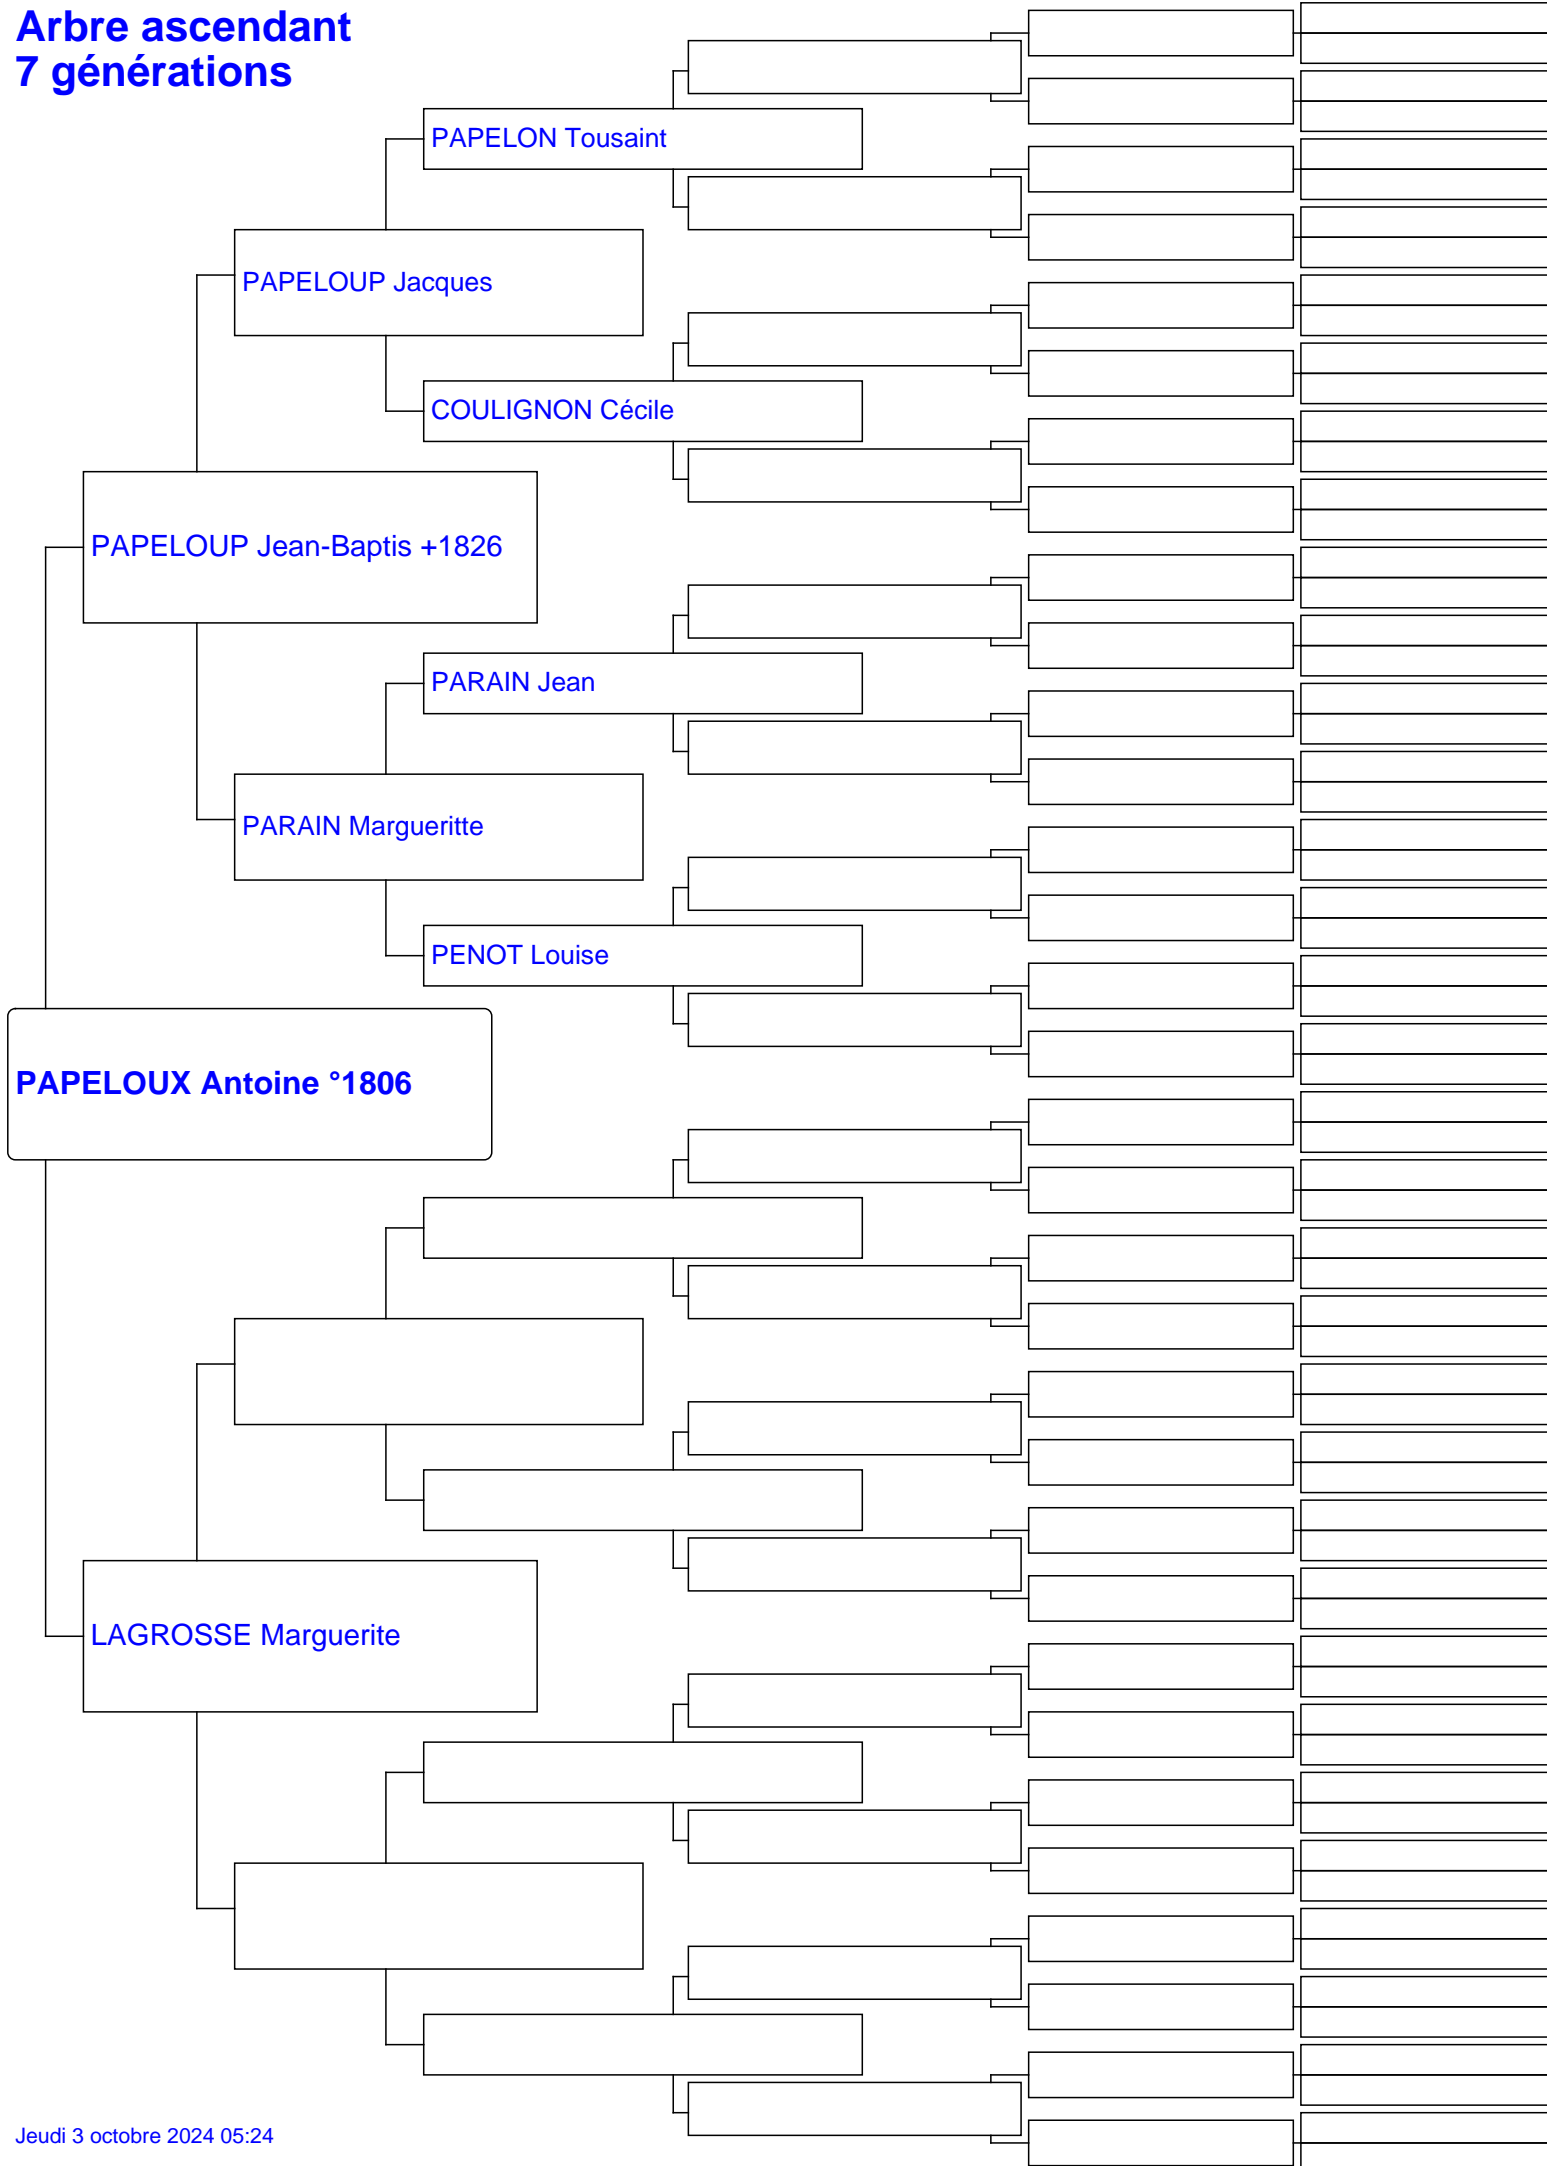 Arbre ascendant
7 générations
PAPELON Tousaint
PAPELOUP Jacques
COULIGNON Cécile
PAPELOUP Jean-Baptis +1826
PARAIN Jean
PARAIN Margueritte
PENOT Louise
PAPELOUX Antoine °1806
LAGROSSE Marguerite
Jeudi 3 octobre 2024 05:24